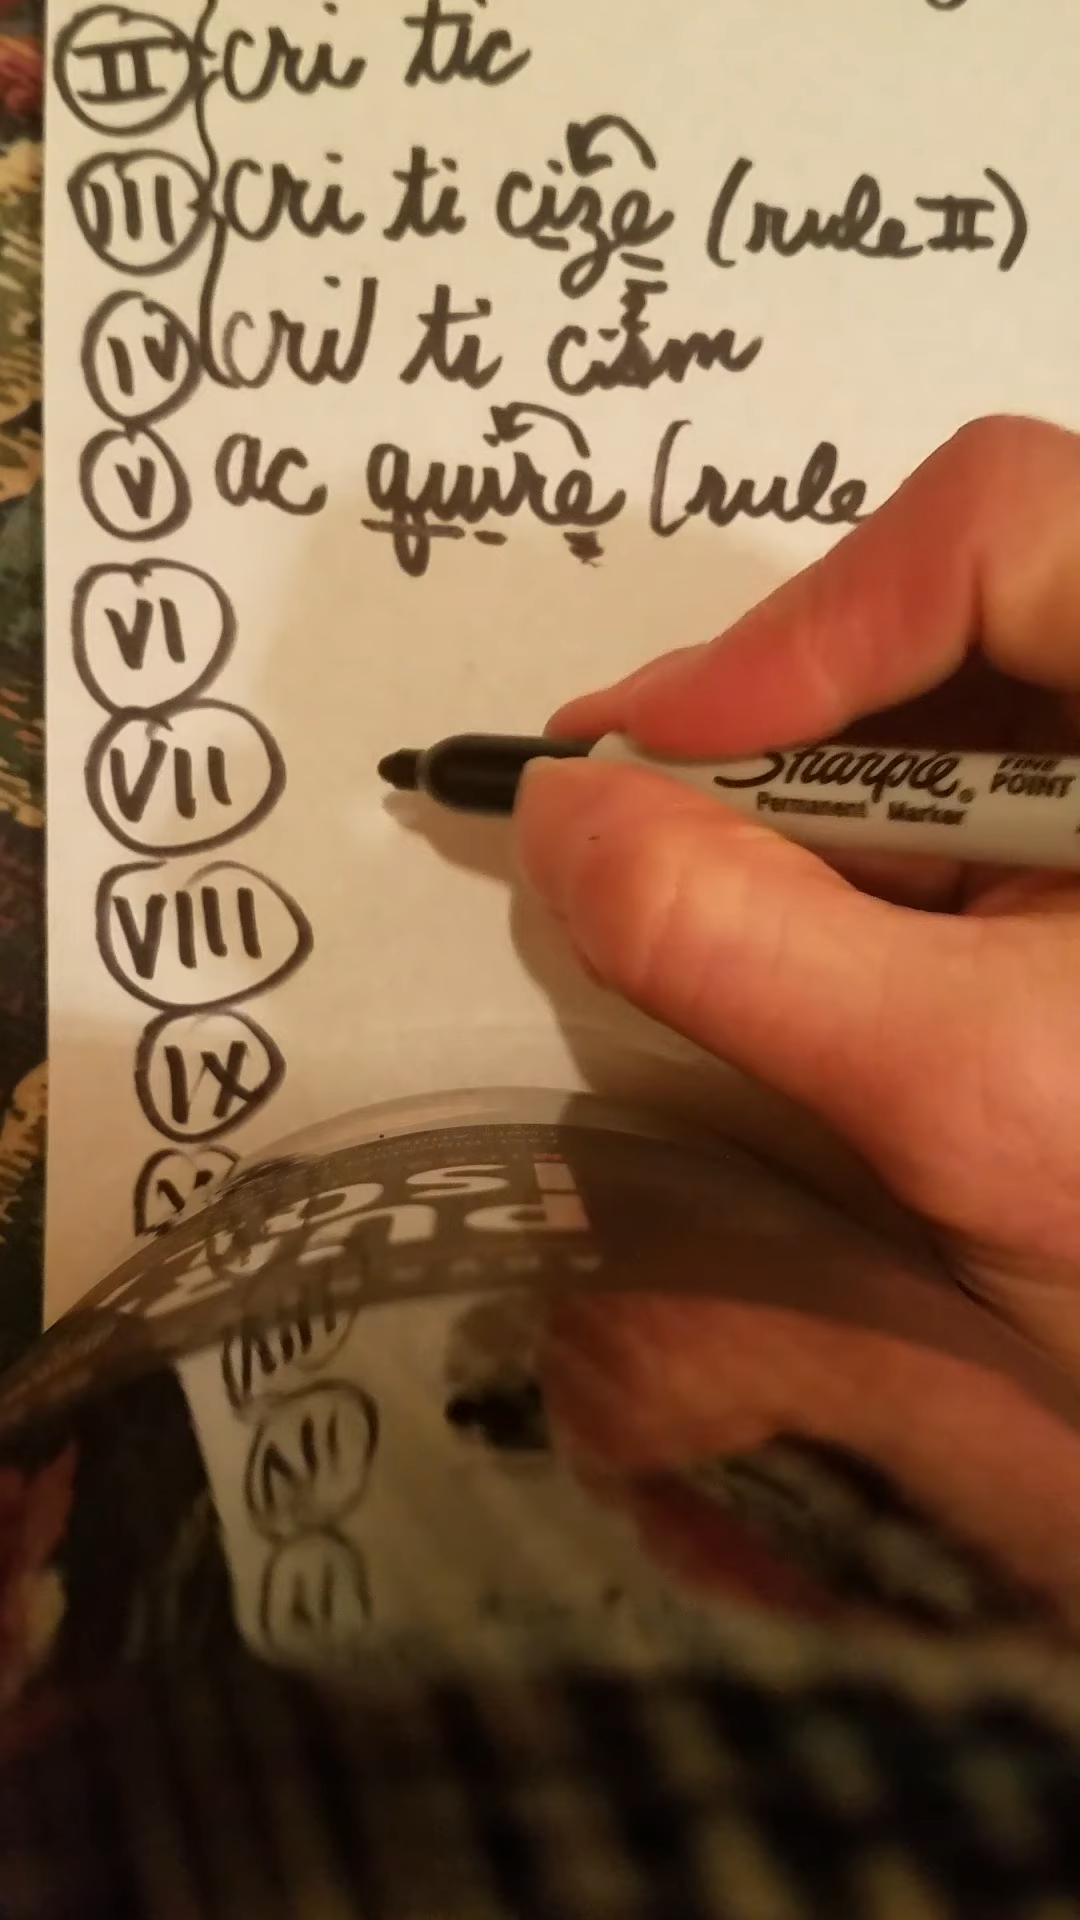 II cri tic
III cri ti cize (rule II)
IV cri ti cism
V ac quire (rule
VI
VII
Sharpie® FINE POINT
Permanent Marker
VIII
IX